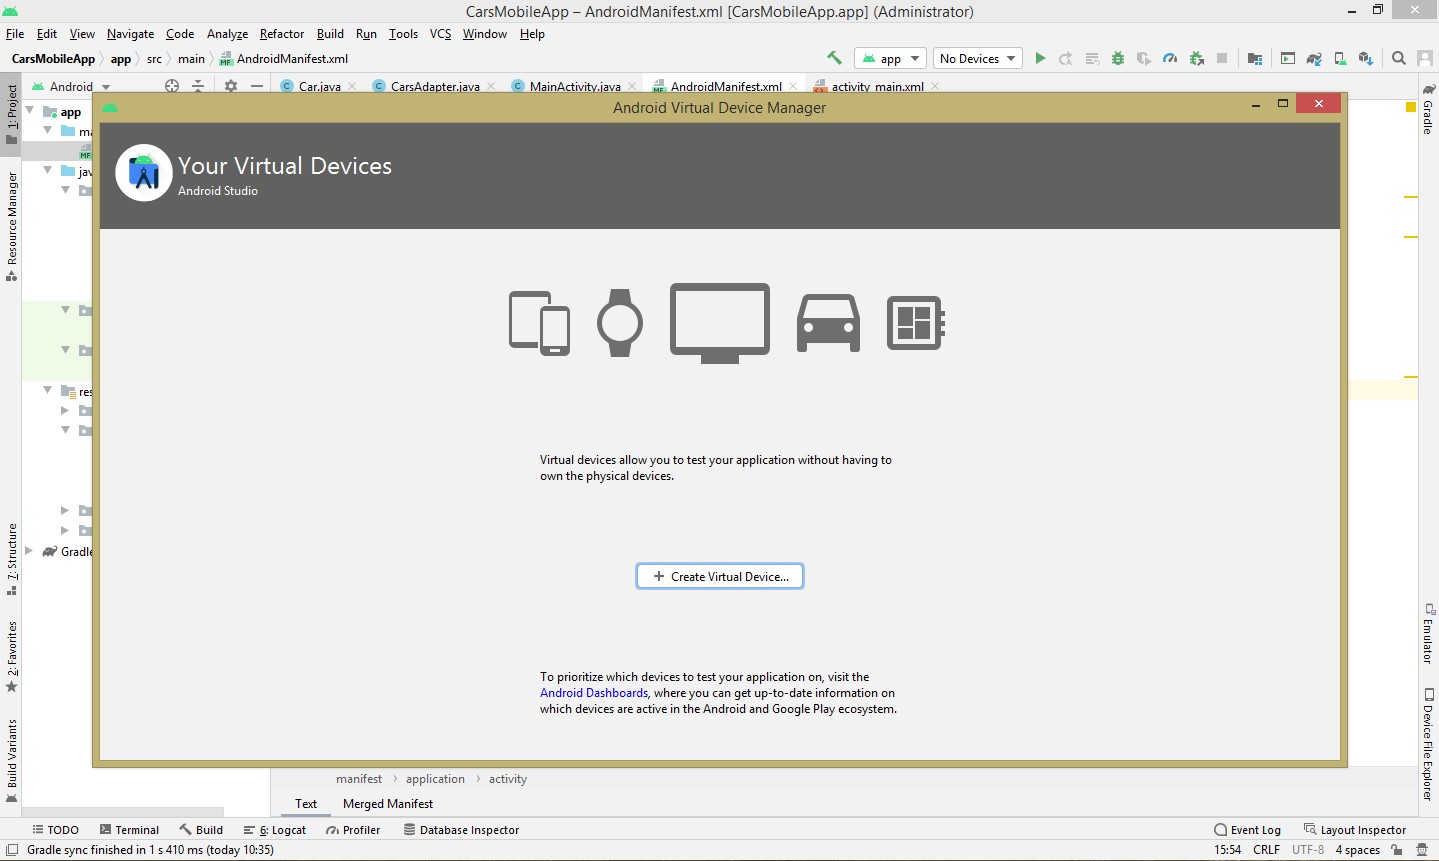 CarsMobileApp – AndroidManifest.xml [CarsMobileApp.app] (Administrator)
File Edit View Navigate Code Analyze Refactor Build Run Tools VCS Window Help
CarsMobileApp app src main AndroidManifest.xml
app No Devices
Android Car.java CarsAdapter.java MainActivity.java AndroidManifest.xml activity_main.xml
Android Virtual Device Manager
1: Project
Resource Manager
7: Structure
2: Favorites
Build Variants
app
ma
jav
res
Gradle
Your Virtual Devices
Android Studio
Virtual devices allow you to test your application without having to
own the physical devices.
Create Virtual Device...
To prioritize which devices to test your application on, visit the
Android Dashboards, where you can get up-to-date information on
which devices are active in the Android and Google Play ecosystem.
Gradle
Emulator
Device File Explorer
manifest application activity
Text Merged Manifest
TODO Terminal Build 6: Logcat Profiler Database Inspector Event Log Layout Inspector
Gradle sync finished in 1 s 410 ms (today 10:35) 15:54 CRLF UTF-8 4 spaces